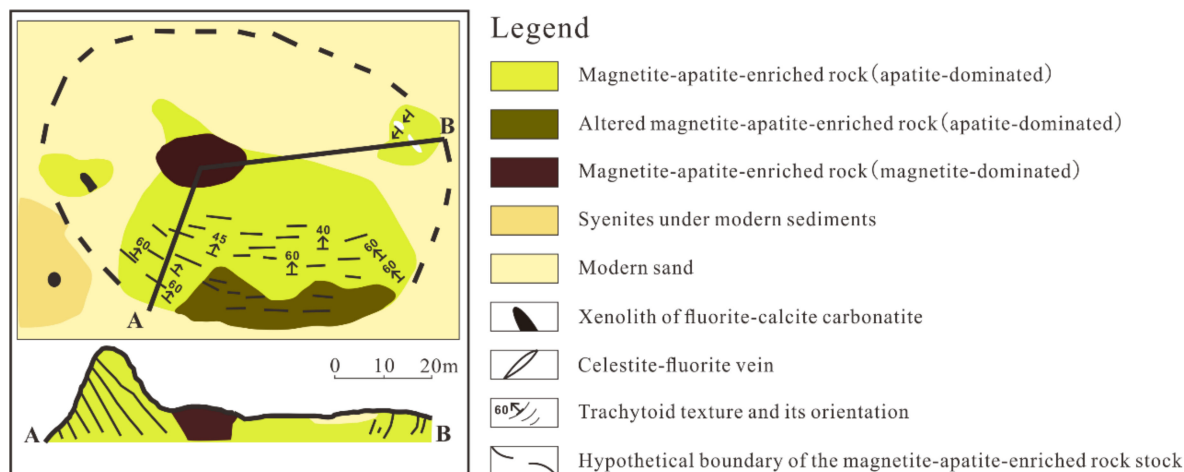 B
60
45
40
60
60
60
60
A
0 10 20m
A B
Legend
Magnetite-apatite-enriched rock(apatite-dominated)
Altered magnetite-apatite-enriched rock(apatite-dominated)
Magnetite-apatite-enriched rock(magnetite-dominated)
Syenites under modern sediments
Modern sand
Xenolith of fluorite-calcite carbonatite
Celestite-fluorite vein
60
Trachytoid texture and its orientation
Hypothetical boundary of the magnetite-apatite-enriched rock stock